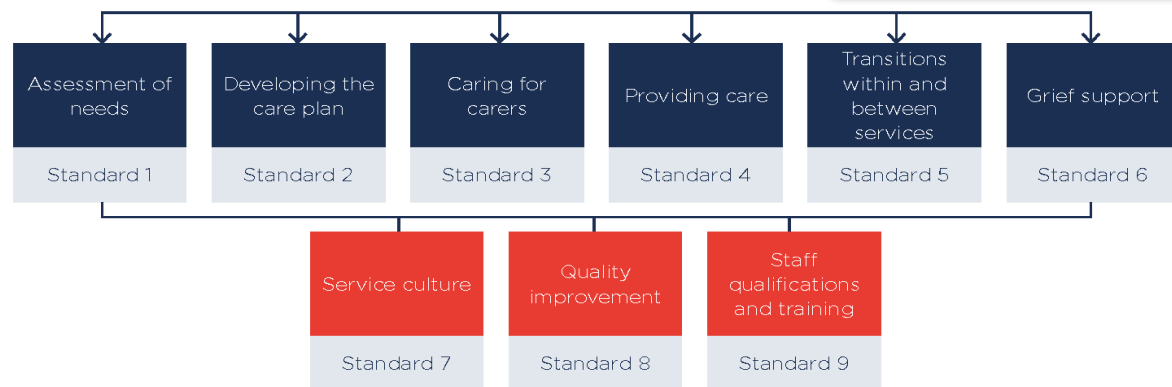 Assessment of
needs
Standard 1
Developing the
care plan
Standard 2
Caring for
carers
Standard 3
Providing care
Standard 4
Transitions
within and
between
services
Standard 5
Grief support
Standard 6
Service culture
Standard 7
Quality
improvement
Standard 8
Staff
qualifications
and training
Standard 9